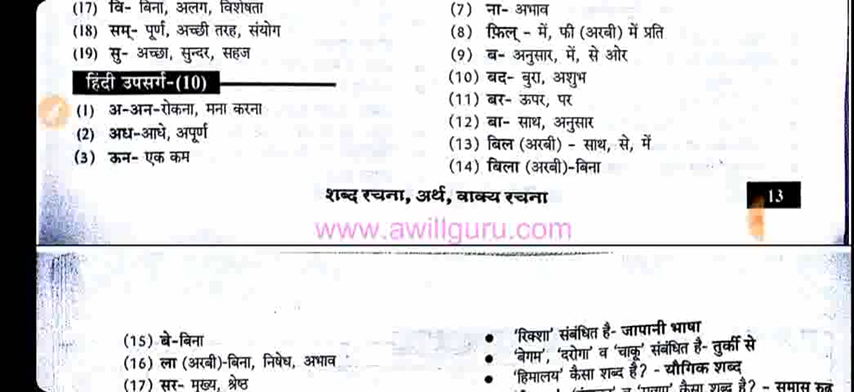 (17) वि- बिना, अलग, विशेषता
(18) सम्- पूर्ण, अच्छी तरह, संयोग
(19) सु- अच्छा, सुन्दर, सहज
हिंदी उपसर्ग-(10)
(1) अ-अन-रोकना, मना करना
(2) अध-आधे, अपूर्ण
(3) ऊन- एक कम
(7) ना- अभाव
(8) फ़िल् - में, फी (अरबी) में प्रति
(9) ब- अनुसार, में, से ओर
(10) बद- बुरा, अशुभ
(11) बर- ऊपर, पर
(12) बा- साथ, अनुसार
(13) बिल (अरबी) - साथ, से, में
(14) बिला (अरबी)-बिना
शब्द रचना, अर्थ, वाक्य रचना
13
www.awillguru.com
(15) बे-बिना
(16) ला (अरबी)-बिना, निषेध, अभाव
(17) सर- मुख्य, श्रेष्ठ
• 'रिक्शा' संबंधित है- जापानी भाषा
• 'बेगम', 'दरोगा' व 'चाकू' संबंधित है- तुर्की से
• 'हिमालय' कैसा शब्द है? - यौगिक शब्द
कैसा शब्द है? - समास रूढ़